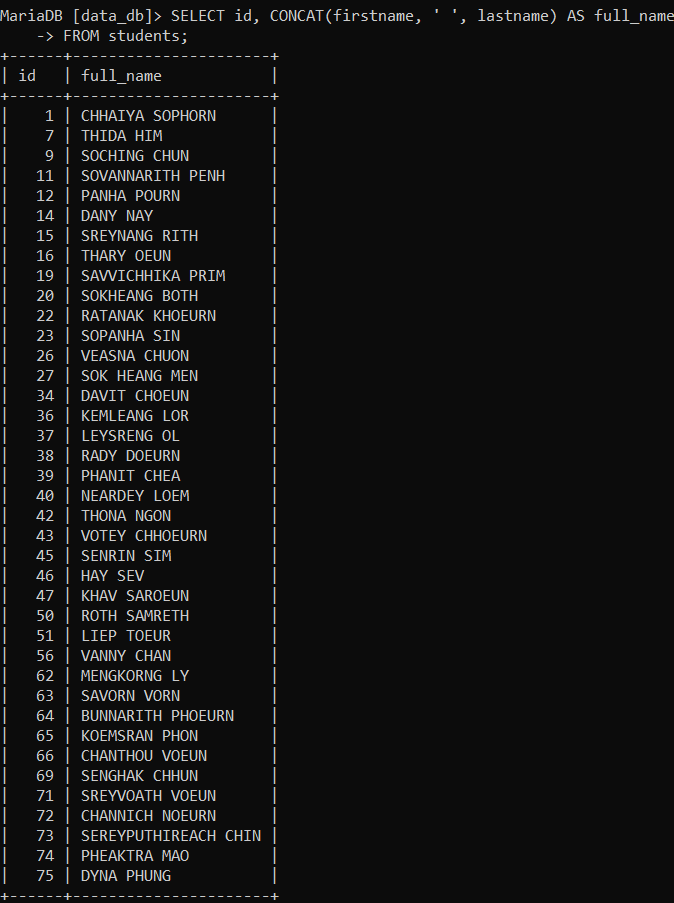 MariaDB [data_db]> SELECT id, CONCAT(firstname, ' ', lastname) AS full_name
    -> FROM students;
+------+----------------------+
| id   | full_name            |
+------+----------------------+
|    1 | CHHAIYA SOPHORN      |
|    7 | THIDA HIM            |
|    9 | SOCHING CHUN         |
|   11 | SOVANNARITH PENH     |
|   12 | PANHA POURN          |
|   14 | DANY NAY             |
|   15 | SREYNANG RITH        |
|   16 | THARY OEUN           |
|   19 | SAVVICHHIKA PRIM     |
|   20 | SOKHEANG BOTH        |
|   22 | RATANAK KHOEURN      |
|   23 | SOPANHA SIN          |
|   26 | VEASNA CHUON         |
|   27 | SOK HEANG MEN        |
|   34 | DAVIT CHOEUN         |
|   36 | KEMLEANG LOR         |
|   37 | LEYSRENG OL          |
|   38 | RADY DOEURN          |
|   39 | PHANIT CHEA          |
|   40 | NEARDEY LOEM         |
|   42 | THONA NGON           |
|   43 | VOTEY CHHOEURN       |
|   45 | SENRIN SIM           |
|   46 | HAY SEV              |
|   47 | KHAV SAROEUN         |
|   50 | ROTH SAMRETH         |
|   51 | LIEP TOEUR           |
|   56 | VANNY CHAN           |
|   62 | MENGKORNG LY         |
|   63 | SAVORN VORN          |
|   64 | BUNNARITH PHOEURN    |
|   65 | KOEMSRAN PHON        |
|   66 | CHANTHOU VOEUN       |
|   69 | SENGHAK CHHUN        |
|   71 | SREYVOATH VOEUN      |
|   72 | CHANNICH NOEURN      |
|   73 | SEREYPUTHIREACH CHIN |
|   74 | PHEAKTRA MAO         |
|   75 | DYNA PHUNG           |
+------+----------------------+